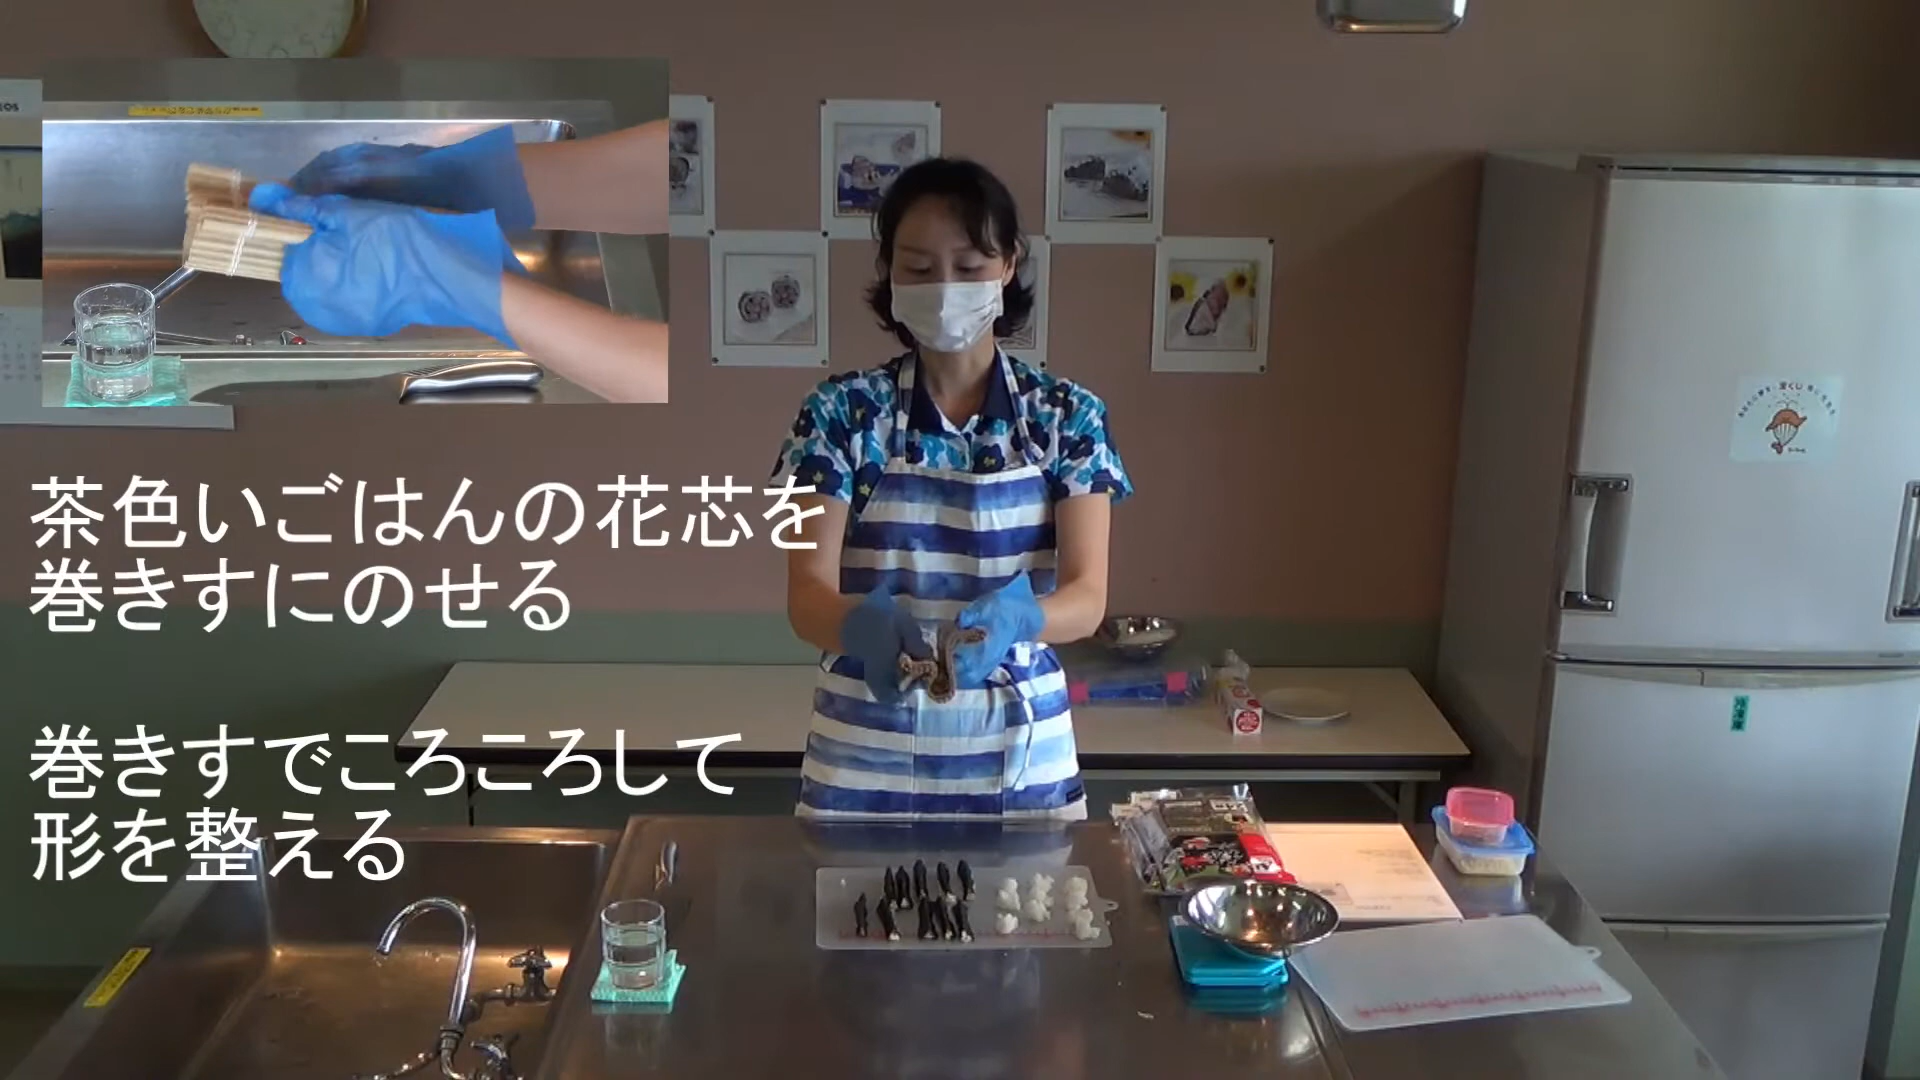 茶色いごはんの花芯を
巻きすにのせる
巻きすでころころして
形を整える